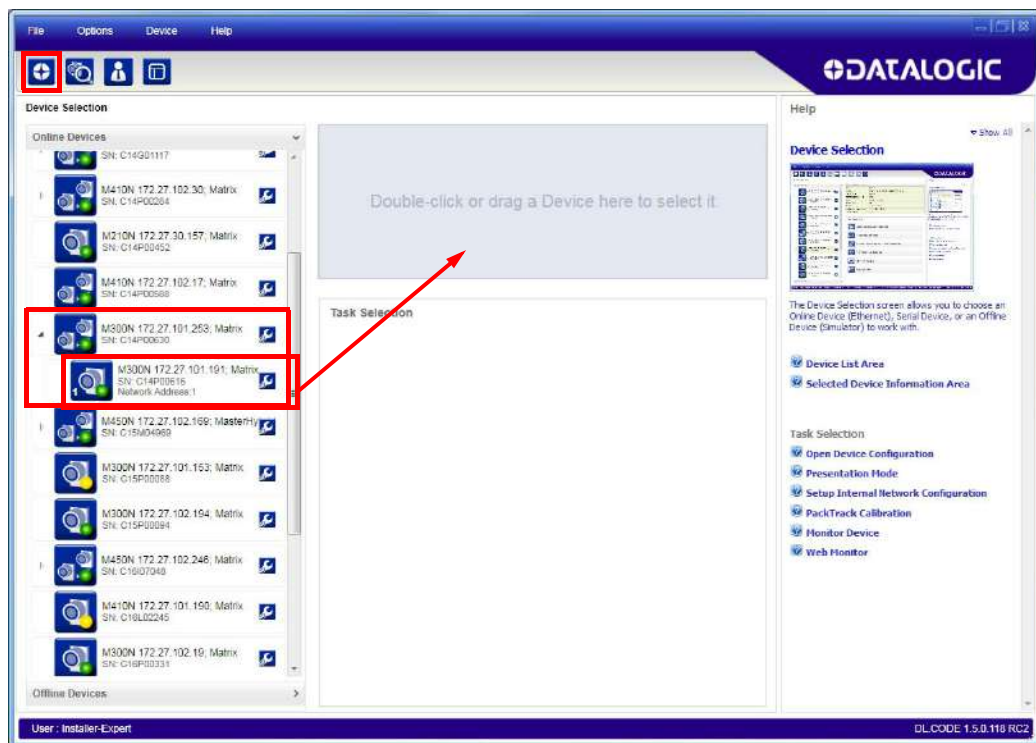 File Options Device Help
DATALOGIC
Device Selection
Online Devices
SN: C14G01117
M410N 172.27.102.30; Matrix
SN: C14P00264
M210N 172.27.30.157; Matrix
SN: C14P00452
M410N 172.27.102.17; Matrix
SN: C14P00588
M300N 172.27.101.253; Matrix
SN: C14P00630
M300N 172.27.101.191; Matrix
SN: C14P00616
Network Address:1
1
M450N 172.27.102.169; MasterHy
SN: C15M04969
M300N 172.27.101.153; Matrix
SN: C15P00088
M300N 172.27.102.194; Matrix
SN: C15P00094
M450N 172.27.102.246; Matrix
SN: C16I07048
M410N 172.27.101.190; Matrix
SN: C16L02245
M300N 172.27.102.19; Matrix
SN: C16P00331
Offline Devices
Double-click or drag a Device here to select it.
Task Selection
Help
Show All
Device Selection
The Device Selection screen allows you to choose an
Online Device (Ethernet), Serial Device, or an Offline
Device (Simulator) to work with.
Device List Area
Selected Device Information Area
Task Selection
Open Device Configuration
Presentation Mode
Setup Internal Network Configuration
PackTrack Calibration
Monitor Device
Web Monitor
User : Installer-Expert
DL.CODE 1.5.0.118 RC2